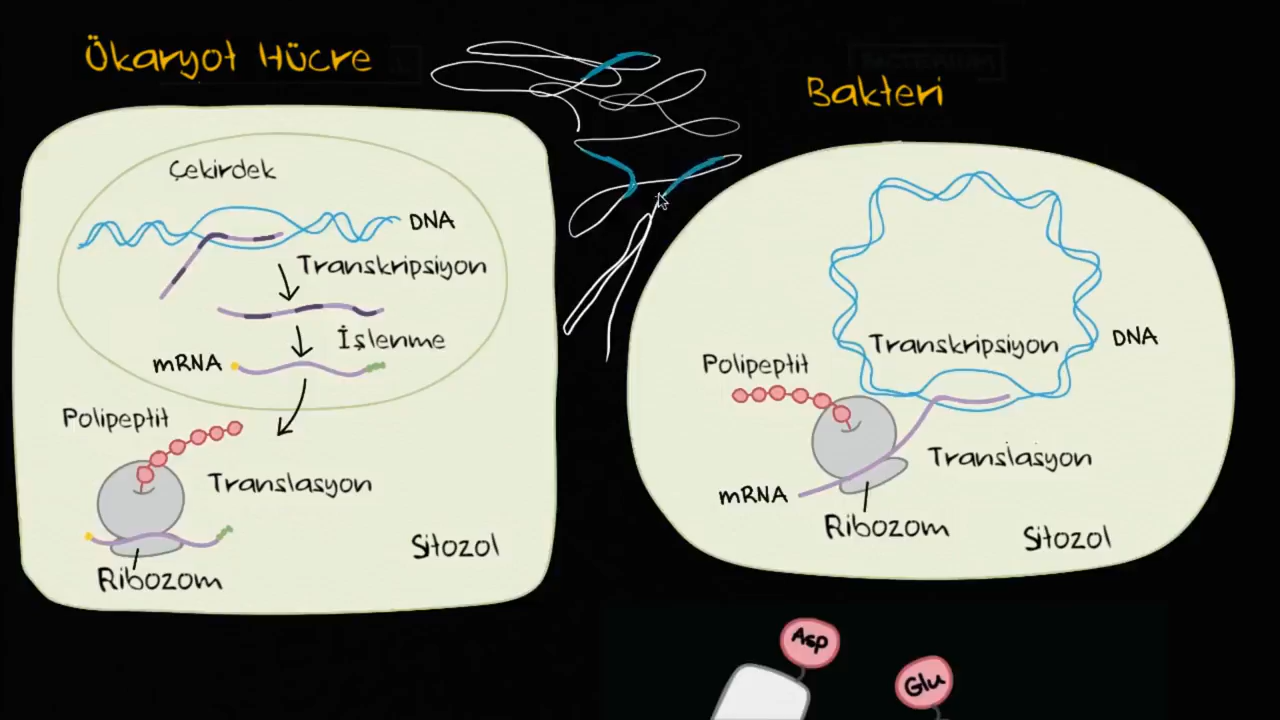 Ökaryot Hücre
Çekirdek
DNA
Transkripsiyon
İşlenme
mRNA
Polipeptit
Translasyon
Sitozol
Ribozom
Bakteri
Transkripsiyon
DNA
Polipeptit
Translasyon
mRNA
Ribozom
Sitozol
Asp
Glu